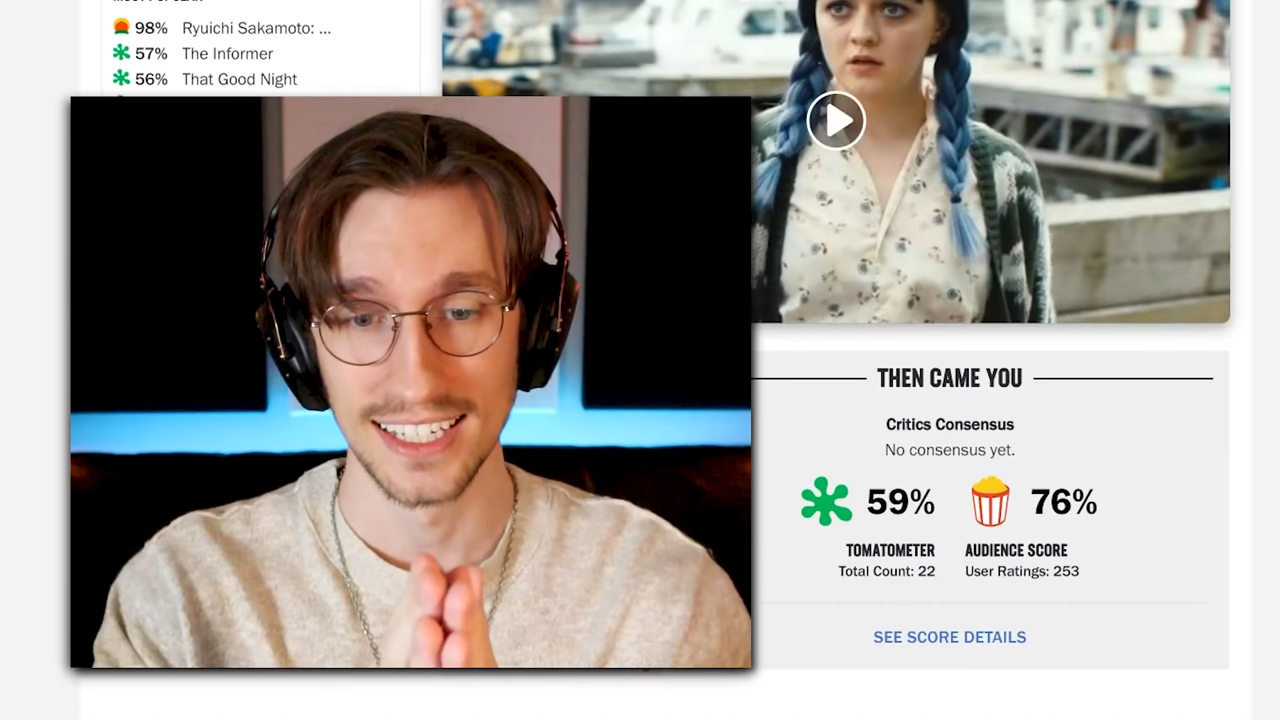 98% Ryuichi Sakamoto: ...
57% The Informer
56% That Good Night
THEN CAME YOU
Critics Consensus
No consensus yet.
59% 76%
TOMATOMETER AUDIENCE SCORE
Total Count: 22 User Ratings: 253
SEE SCORE DETAILS